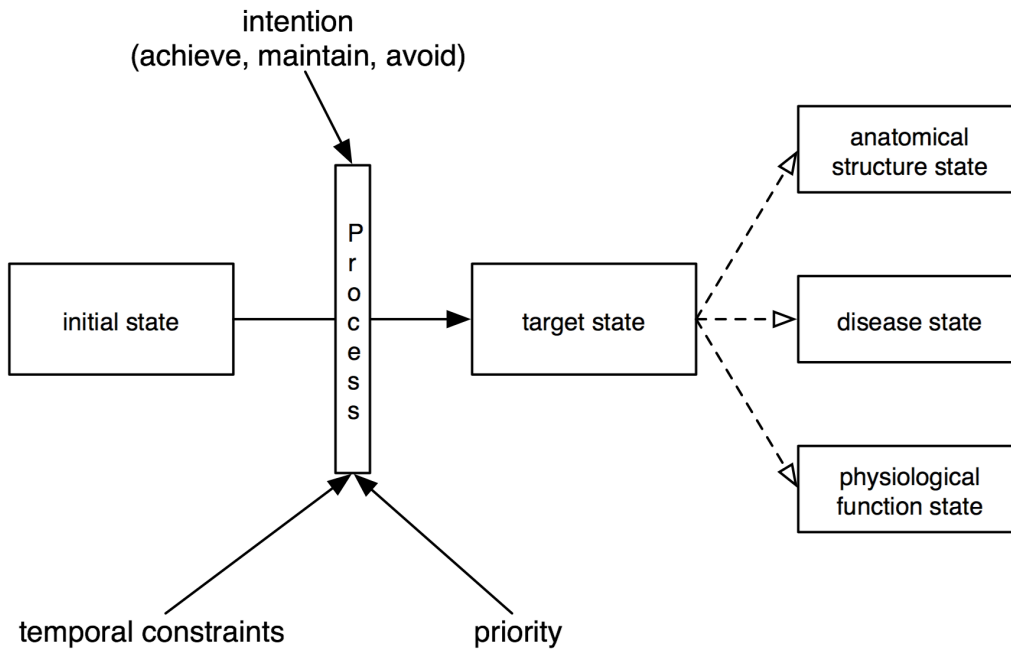 intention
(achieve, maintain, avoid)
anatomical
structure state
Process
initial state
target state
disease state
physiological
function state
temporal constraints
priority